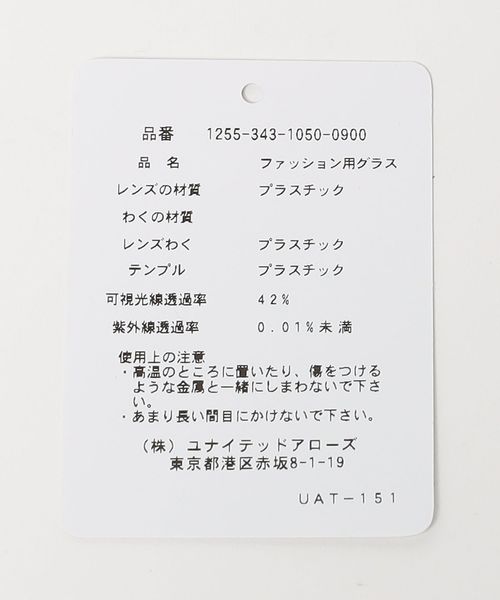 品番 1255-343-1050-0900
品 名 ファッション用グラス
レンズの材質 プラスチック
わくの材質
レンズわく プラスチック
テンプル プラスチック
可視光線透過率 42%
紫外線透過率 0.01%未満
使用上の注意
・高温のところに置いたり、傷をつける
ような金属と一緒にしまわないで下さ
い。
・あまり長い間目にかけないで下さい。
(株) ユナイテッドアローズ
東京都港区赤坂8-1-19
UAT-151